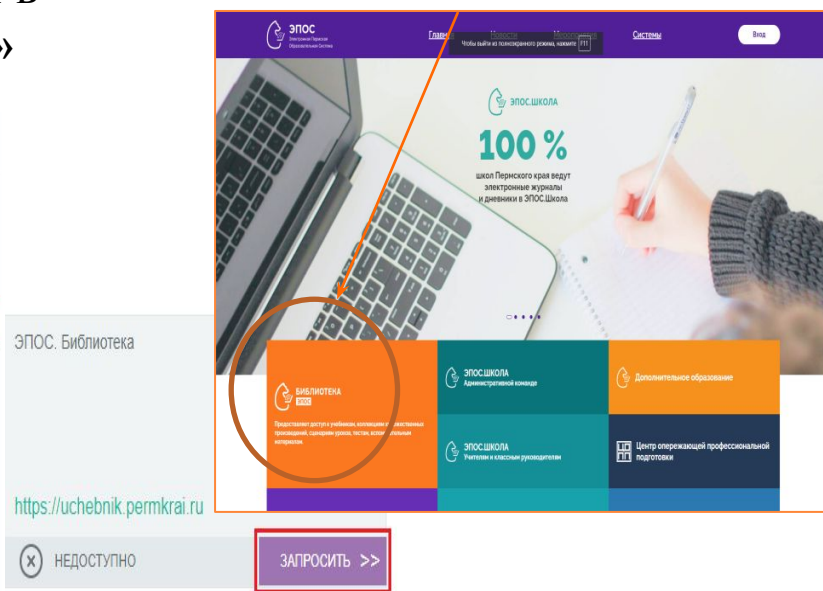 »
ЭПОС
Электронная Пермская
Образовательная Система
Главная
Новости
Мероприятия
Системы
Вход
Чтобы выйти из полноэкранного режима, нажмите F11
ЭПОС.ШКОЛА
100 %
школ Пермского края ведут
электронные журналы
и дневники в ЭПОС.Школа
БИБЛИОТЕКА
ЭПОС
Предоставляет доступ к учебникам, коллекциям художественных
произведений, сценариям уроков, тестам, вспомогательным
материалам.
ЭПОС.ШКОЛА
Административной команде
Дополнительное образование
ЭПОС.ШКОЛА
Учителям и классным руководителям
Центр опережающей профессиональной
подготовки
ЭПОС. Библиотека
https://uchebnik.permkrai.ru
НЕДОСТУПНО
ЗАПРОСИТЬ >>